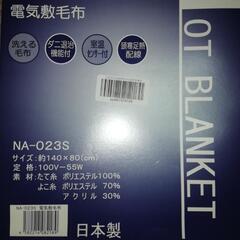 電気敷毛布
洗える毛布
ダニ退治機能付
室温センサー付
頭寒足熱配線
OT BLANKET
NA-023S
サイズ：約140×80(cm)
定格：100V-55W
素材：たて糸 ポリエステル100%
よこ糸 ポリエステル 70%
アクリル 30%
NA-023S 電気敷毛布
日本製